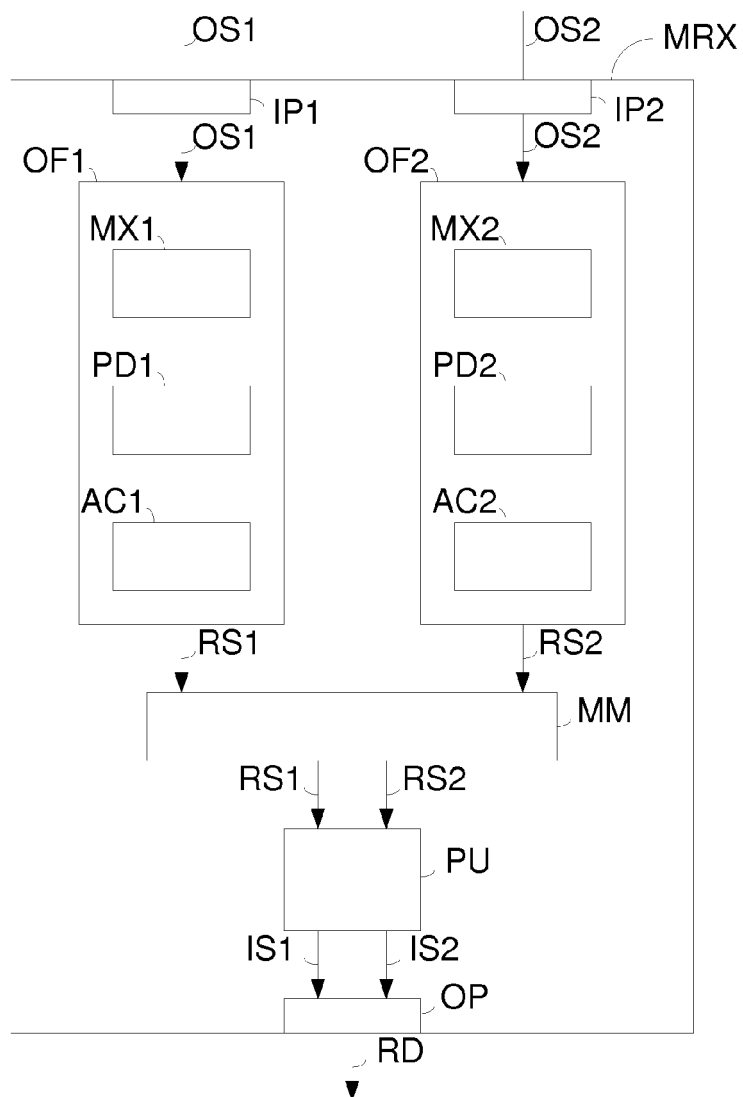 OS1 OS2 MRX
IP1 IP2
OS1 OS2
OF1 OF2
MX1 MX2
PD1 PD2
AC1 AC2
RS1 RS2
MM
RS1 RS2
PU
IS1 IS2
OP
RD